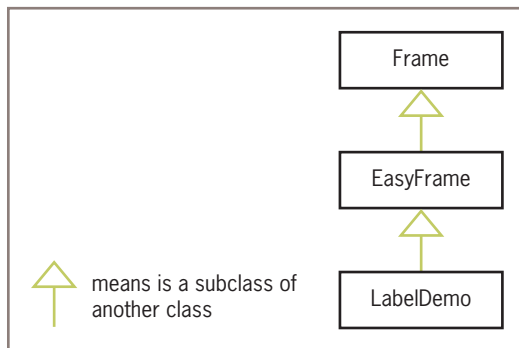 Frame
EasyFrame
LabelDemo
means is a subclass of
another class